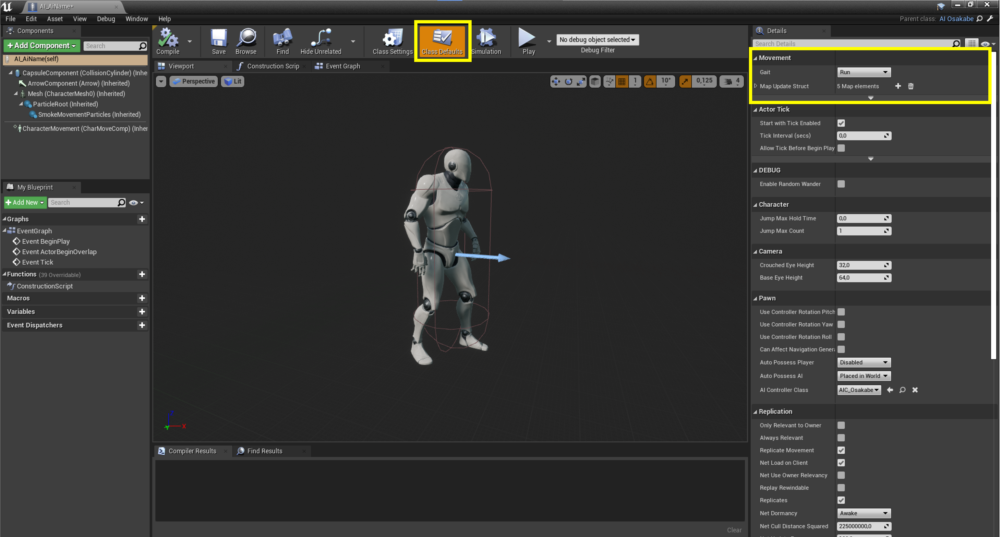 AI_AiName*
File Edit Asset View Debug Window Help
Parent class: AI Osakabe
Components
+Add Component
Search
AI_AiName(self)
CapsuleComponent (CollisionCylinder) (Inhe
ArrowComponent (Arrow) (Inherited)
Mesh (CharacterMesh0) (Inherited)
ParticleRoot (Inherited)
SmokeMovementParticles (Inherited)
CharacterMovement (CharMoveComp) (Inher
My Blueprint
+Add New
Search
Graphs
EventGraph
Event BeginPlay
Event ActorBeginOverlap
Event Tick
Functions (39 Overridable)
ConstructionScript
Macros
Variables
Event Dispatchers
Compile
Save
Browse
Find
Hide Unrelated
Class Settings
Class Defaults
Simulation
Play
No debug object selected
Debug Filter
Viewport
Construction Scrip
Event Graph
Perspective
Lit
1
10°
0,125
4
Z
X
Y
Compiler Results
Find Results
Clear
Details
Search Details
Movement
Gait Run
Map Update Struct 5 Map elements
Actor Tick
Start with Tick Enabled
Tick Interval (secs) 0,0
Allow Tick Before Begin Play
DEBUG
Enable Random Wander
Character
Jump Max Hold Time 0,0
Jump Max Count 1
Camera
Crouched Eye Height 32,0
Base Eye Height 64,0
Pawn
Use Controller Rotation Pitch
Use Controller Rotation Yaw
Use Controller Rotation Roll
Can Affect Navigation Genera
Auto Possess Player Disabled
Auto Possess AI Placed in World
AI Controller Class AIC_Osakabe
Replication
Only Relevant to Owner
Always Relevant
Replicate Movement
Net Load on Client
Net Use Owner Relevancy
Replay Rewindable
Replicates
Net Dormancy Awake
Net Cull Distance Squared 225000000,0